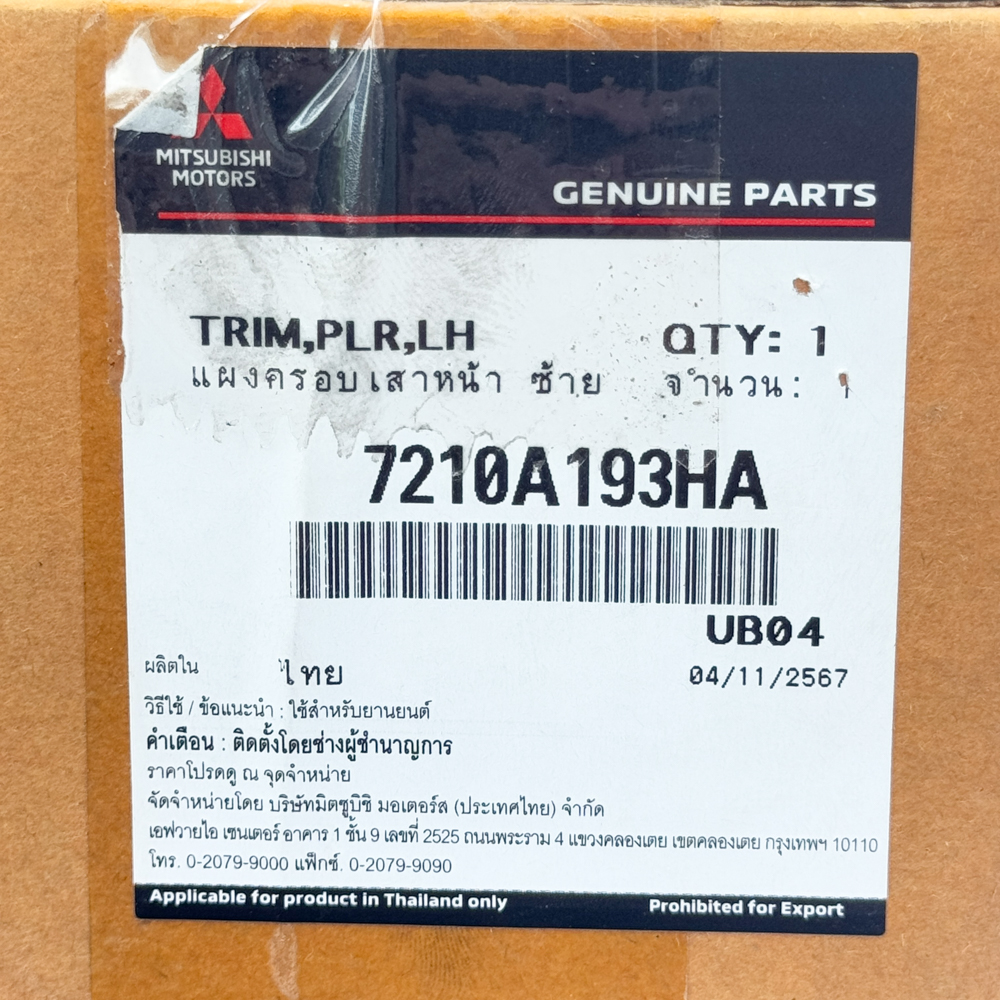 MITSUBISHI
MOTORS
GENUINE PARTS
TRIM,PLR,LH QTY: 1
แผงครอบเสาหน้า ซ้าย จำนวน: 1
7210A193HA
UB04
ผลิตใน ไทย 04/11/2567
วิธีใช้ / ข้อแนะนำ : ใช้สำหรับยานยนต์
คำเตือน : ติดตั้งโดยช่างผู้ชำนาญการ
ราคาโปรดดู ณ จุดจำหน่าย
จัดจำหน่ายโดย บริษัทมิตซูบิชิ มอเตอร์ส (ประเทศไทย) จำกัด
เอฟวายไอ เซนเตอร์ อาคาร 1 ชั้น 9 เลขที่ 2525 ถนนพระราม 4 แขวงคลองเตย เขตคลองเตย กรุงเทพฯ 10110
โทร. 0-2079-9000 แฟ็กซ์. 0-2079-9090
Applicable for product in Thailand only Prohibited for Export